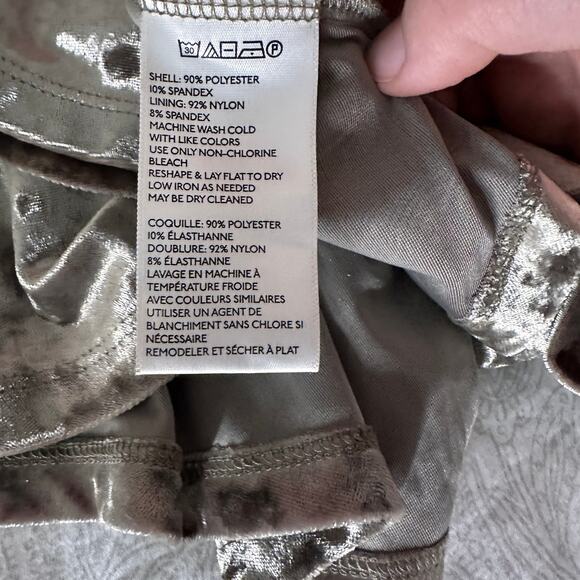 30 P
SHELL: 90% POLYESTER
10% SPANDEX
LINING: 92% NYLON
8% SPANDEX
MACHINE WASH COLD
WITH LIKE COLORS
USE ONLY NON-CHLORINE
BLEACH
RESHAPE & LAY FLAT TO DRY
LOW IRON AS NEEDED
MAY BE DRY CLEANED
COQUILLE: 90% POLYESTER
10% ÉLASTHANNE
DOUBLURE: 92% NYLON
8% ÉLASTHANNE
LAVAGE EN MACHINE À
TEMPÉRATURE FROIDE
AVEC COULEURS SIMILAIRES
UTILISER UN AGENT DE
BLANCHIMENT SANS CHLORE SI
NÉCESSAIRE
REMODELER ET SÉCHER À PLAT